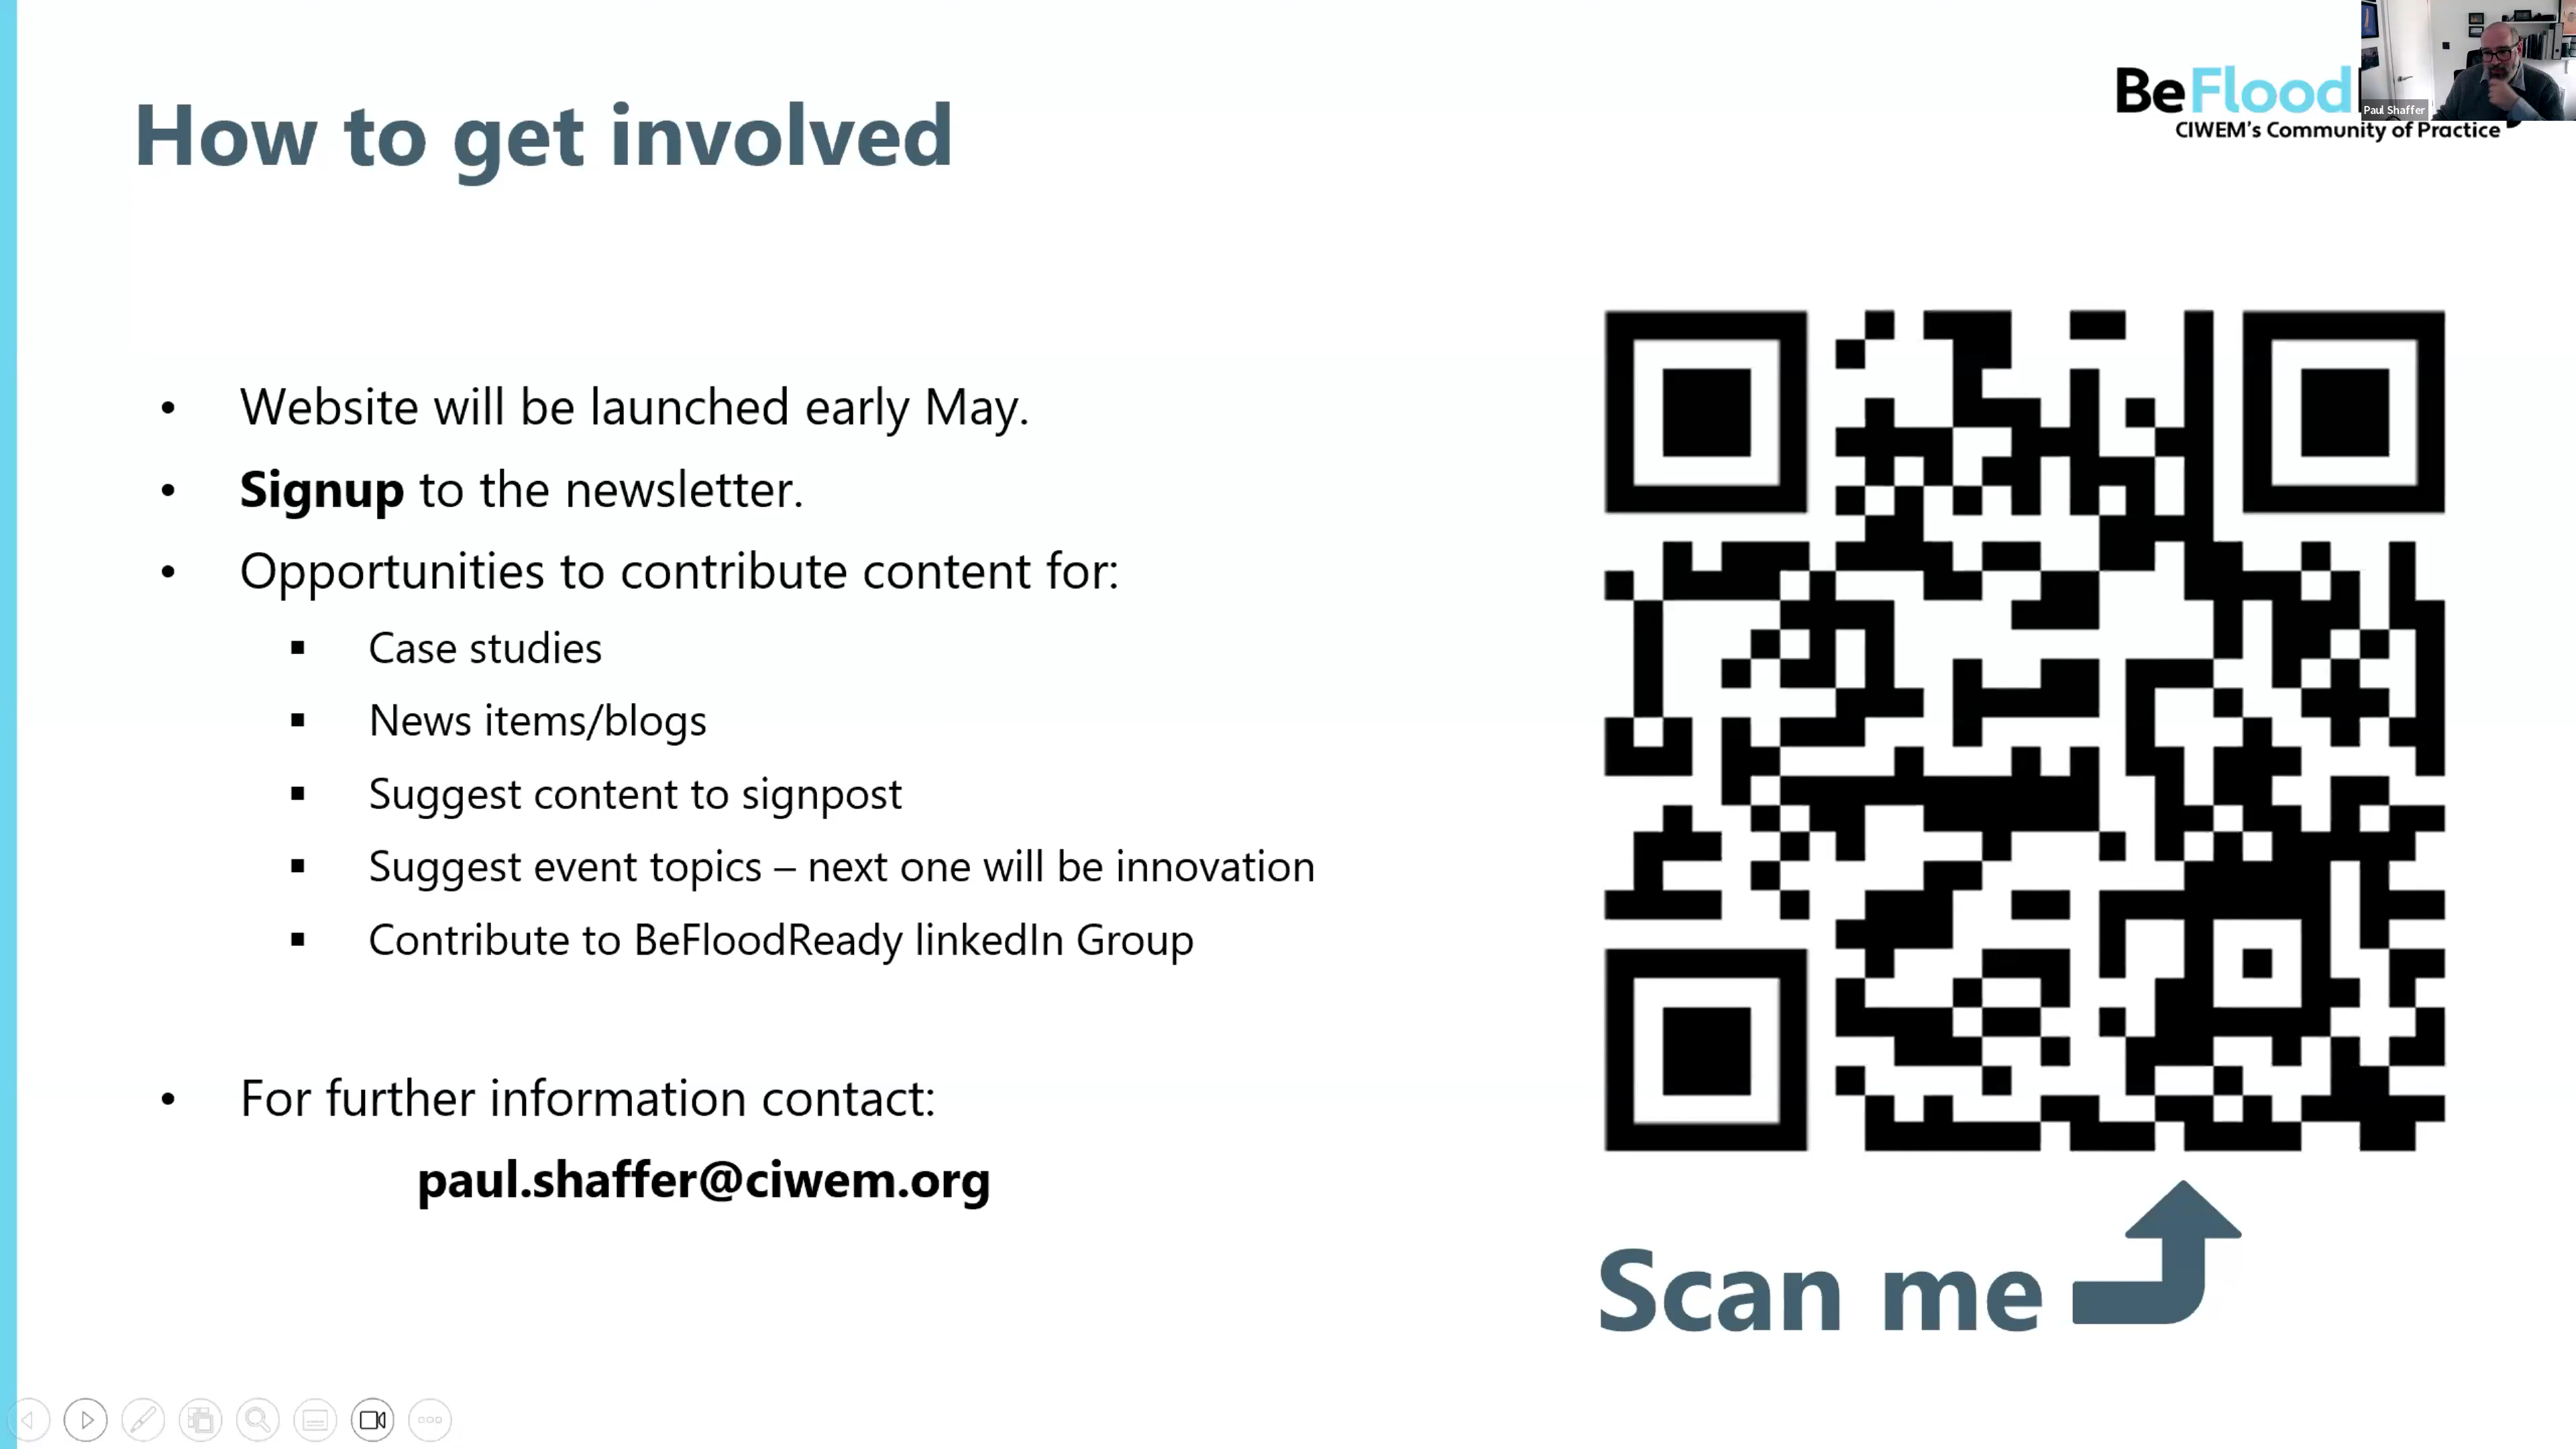 How to get involved
BeFlood
Paul Shaffer
CIWEM's Community of Practice
• Website will be launched early May.
• Signup to the newsletter.
• Opportunities to contribute content for:
▪ Case studies
▪ News items/blogs
▪ Suggest content to signpost
▪ Suggest event topics – next one will be innovation
▪ Contribute to BeFloodReady linkedIn Group
• For further information contact:
paul.shaffer@ciwem.org
Scan me